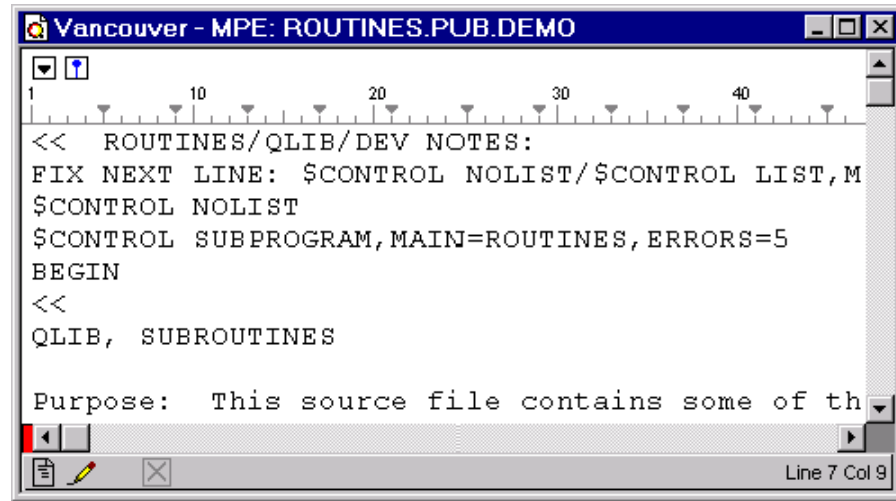 Vancouver - MPE: ROUTINES.PUB.DEMO
1 10 20 30 40
<<  ROUTINES/QLIB/DEV NOTES:
FIX NEXT LINE: $CONTROL NOLIST/$CONTROL LIST,M
$CONTROL NOLIST
$CONTROL SUBPROGRAM,MAIN=ROUTINES,ERRORS=5
BEGIN
<<
QLIB, SUBROUTINES
Purpose:  This source file contains some of th
Line 7 Col 9